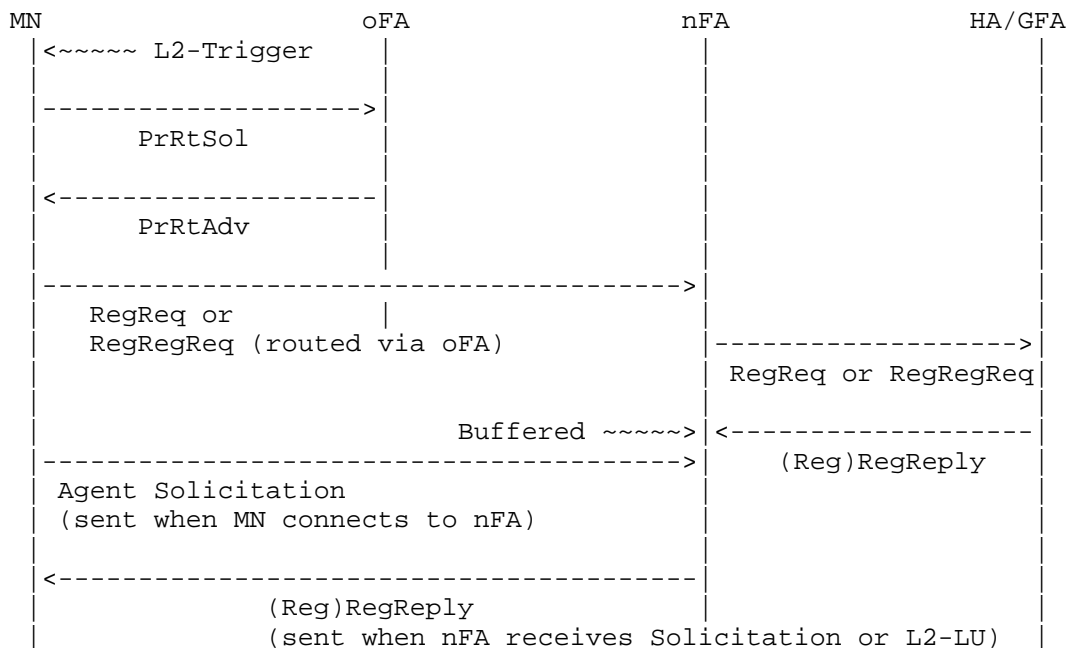 MN oFA nFA HA/GFA
<~~~~~ L2-Trigger
PrRtSol
PrRtAdv
RegReq or
RegRegReq (routed via oFA)
RegReq or RegRegReq
Buffered ~~~~~>
(Reg)RegReply
Agent Solicitation
(sent when MN connects to nFA)
(Reg)RegReply
(sent when nFA receives Solicitation or L2-LU)